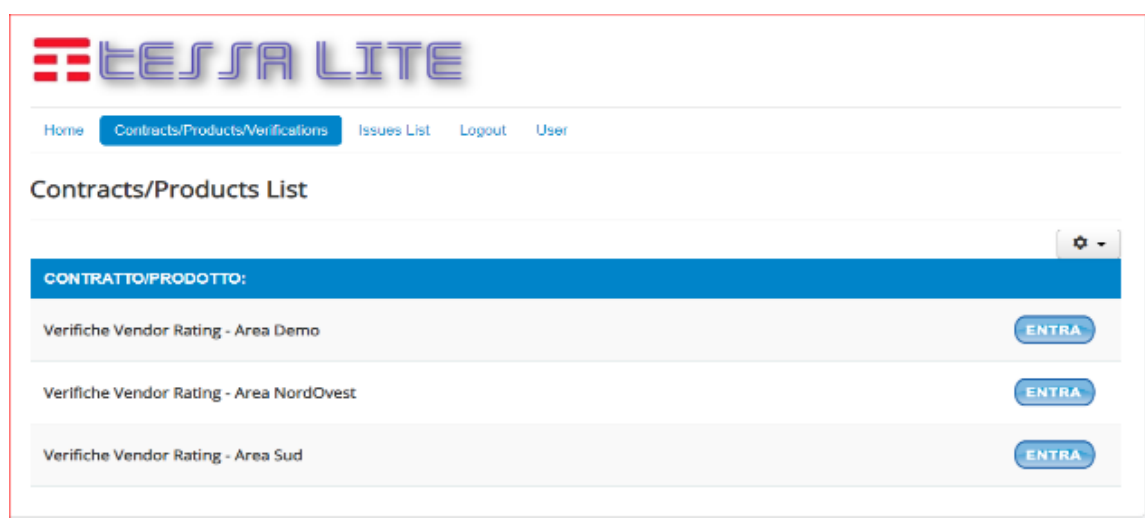 TESSA LITE
Home Contracts/Products/Verifications Issues List Logout User
Contracts/Products List
CONTRATTO/PRODOTTO:
Verifiche Vendor Rating - Area Demo ENTRA
Verifiche Vendor Rating - Area NordOvest ENTRA
Verifiche Vendor Rating - Area Sud ENTRA